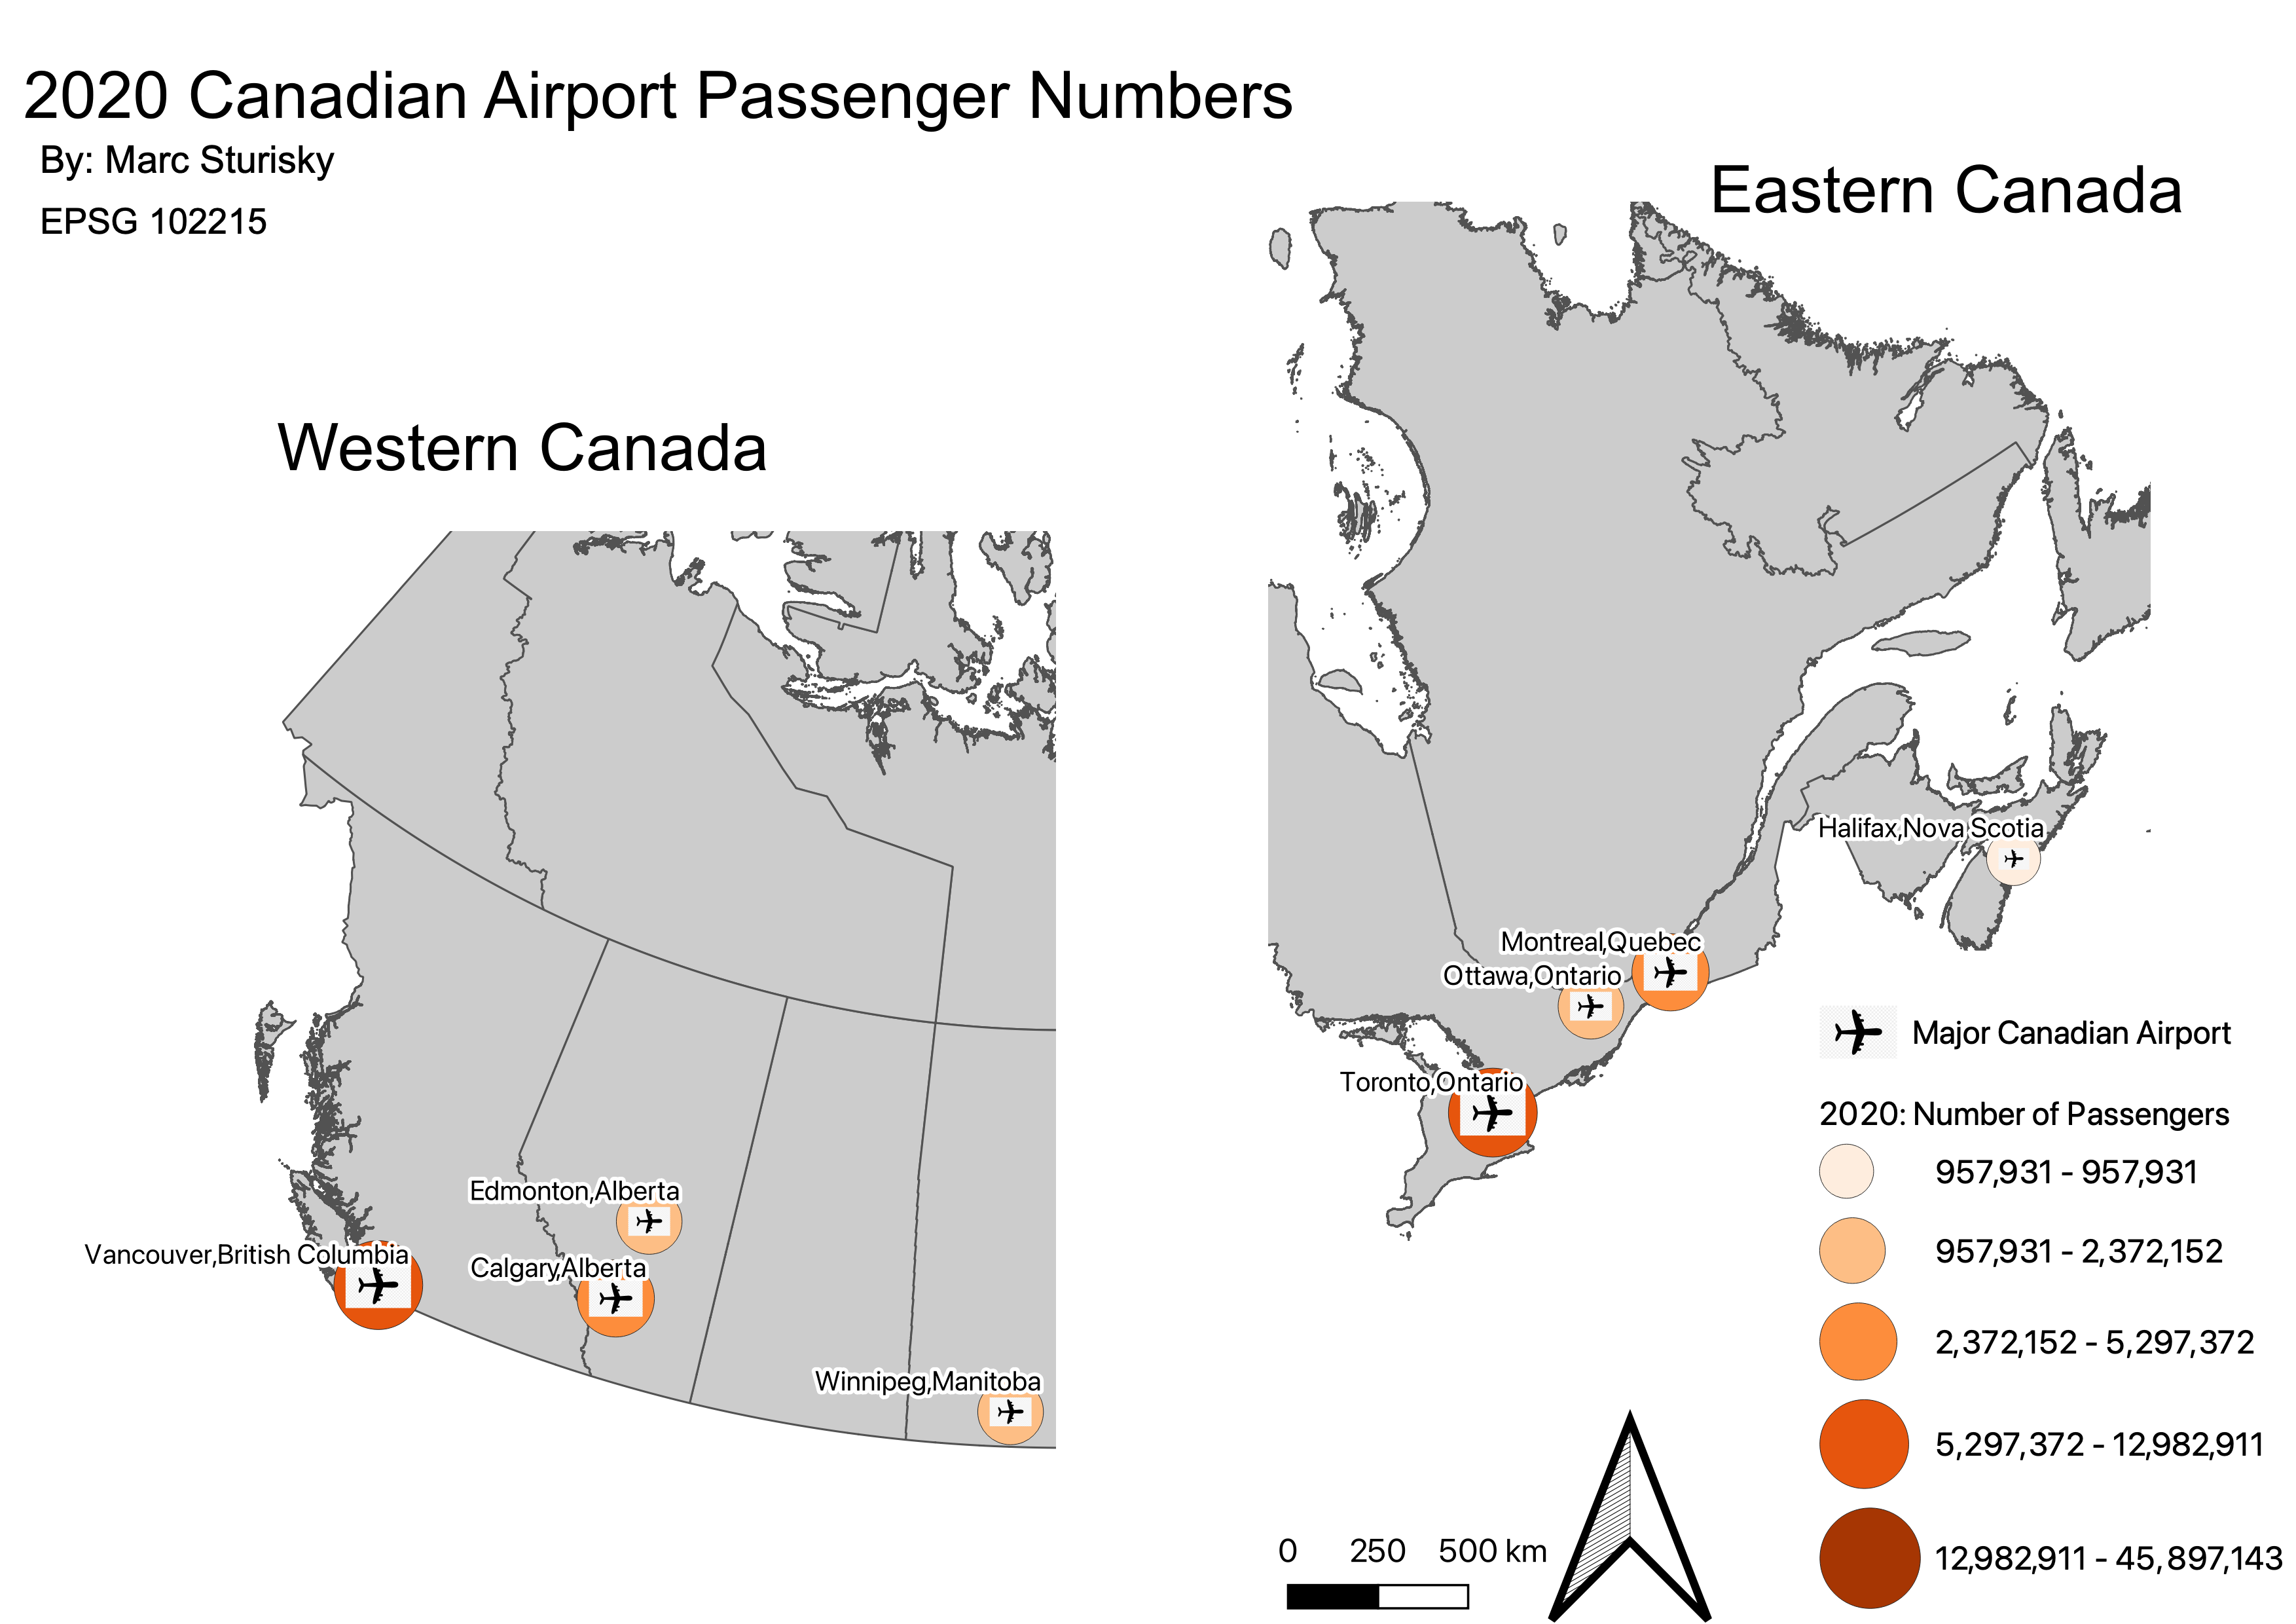 2020 Canadian Airport Passenger Numbers
By: Marc Sturisky
EPSG 102215
Western Canada
Edmonton,Alberta
Vancouver,British Columbia
Calgary,Alberta
Winnipeg,Manitoba
Eastern Canada
Halifax,Nova Scotia
Montreal,Quebec
Ottawa,Ontario
Toronto,Ontario
Major Canadian Airport
2020: Number of Passengers
957,931 - 957,931
957,931 - 2,372,152
2,372,152 - 5,297,372
5,297,372 - 12,982,911
12,982,911 - 45,897,143
0 250 500 km